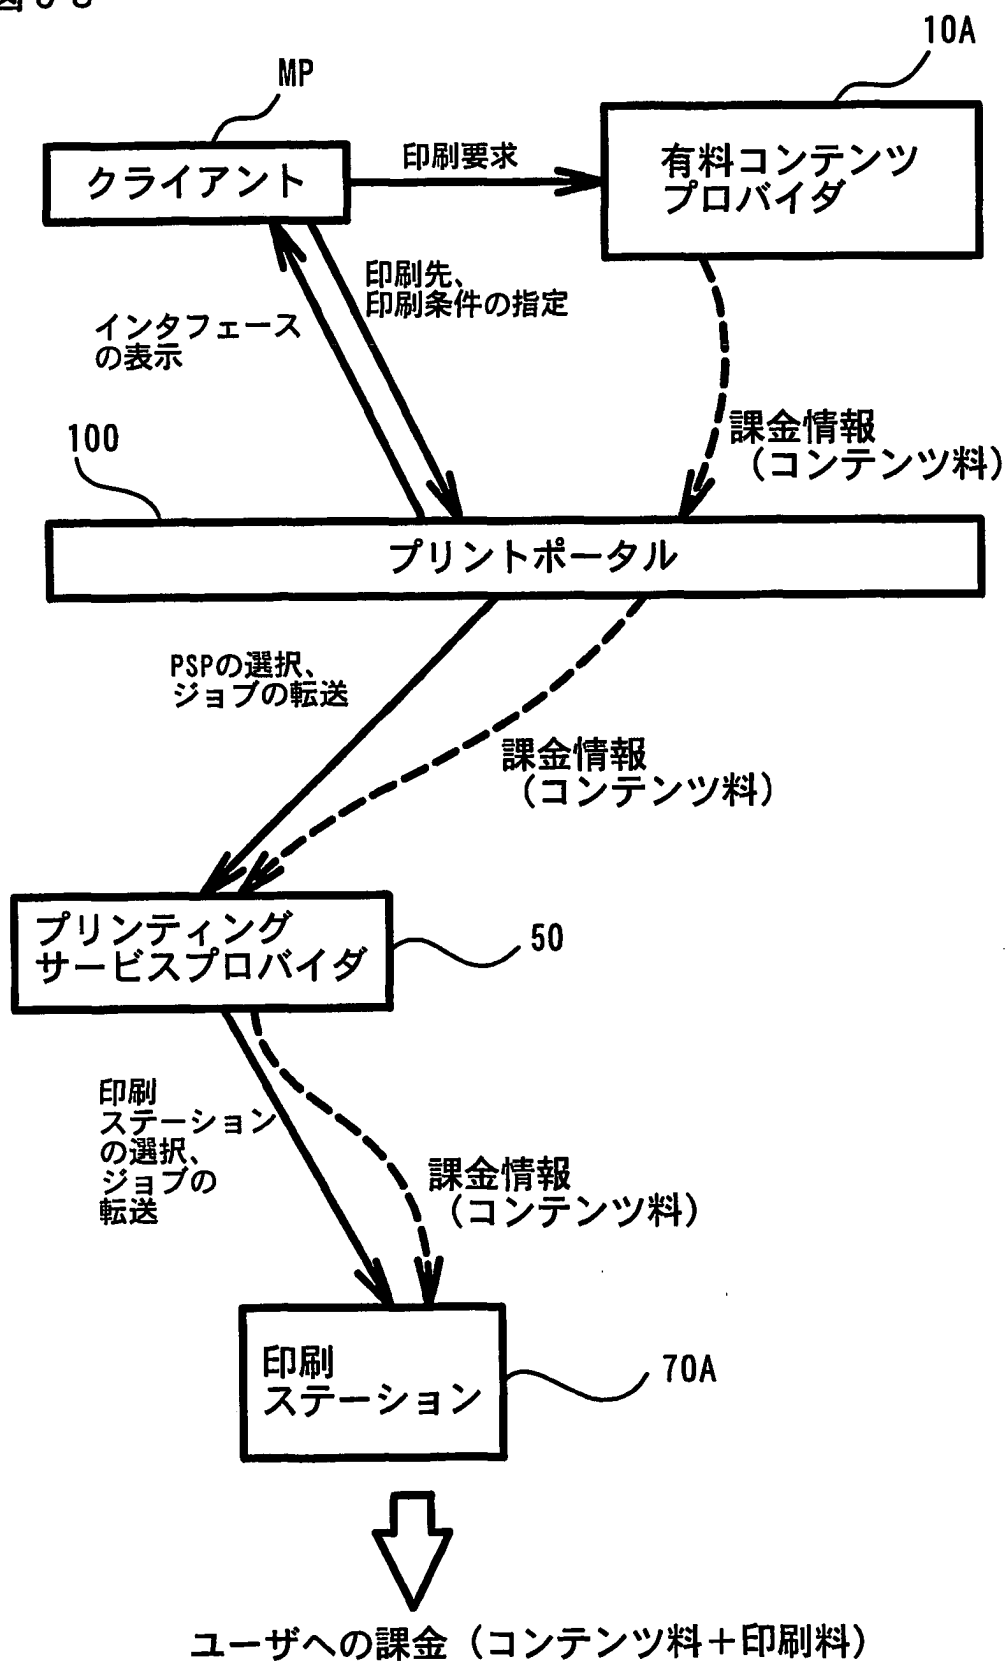 10A
MP
クライアント
印刷要求
有料コンテンツ
プロバイダ
印刷先、
印刷条件の指定
インタフェース
の表示
課金情報
（コンテンツ料）
100
プリントポータル
PSPの選択、
ジョブの転送
課金情報
（コンテンツ料）
プリンティング
サービスプロバイダ
50
印刷
ステーション
の選択、
ジョブの
転送
課金情報
（コンテンツ料）
印刷
ステーション
70A
ユーザへの課金（コンテンツ料＋印刷料）